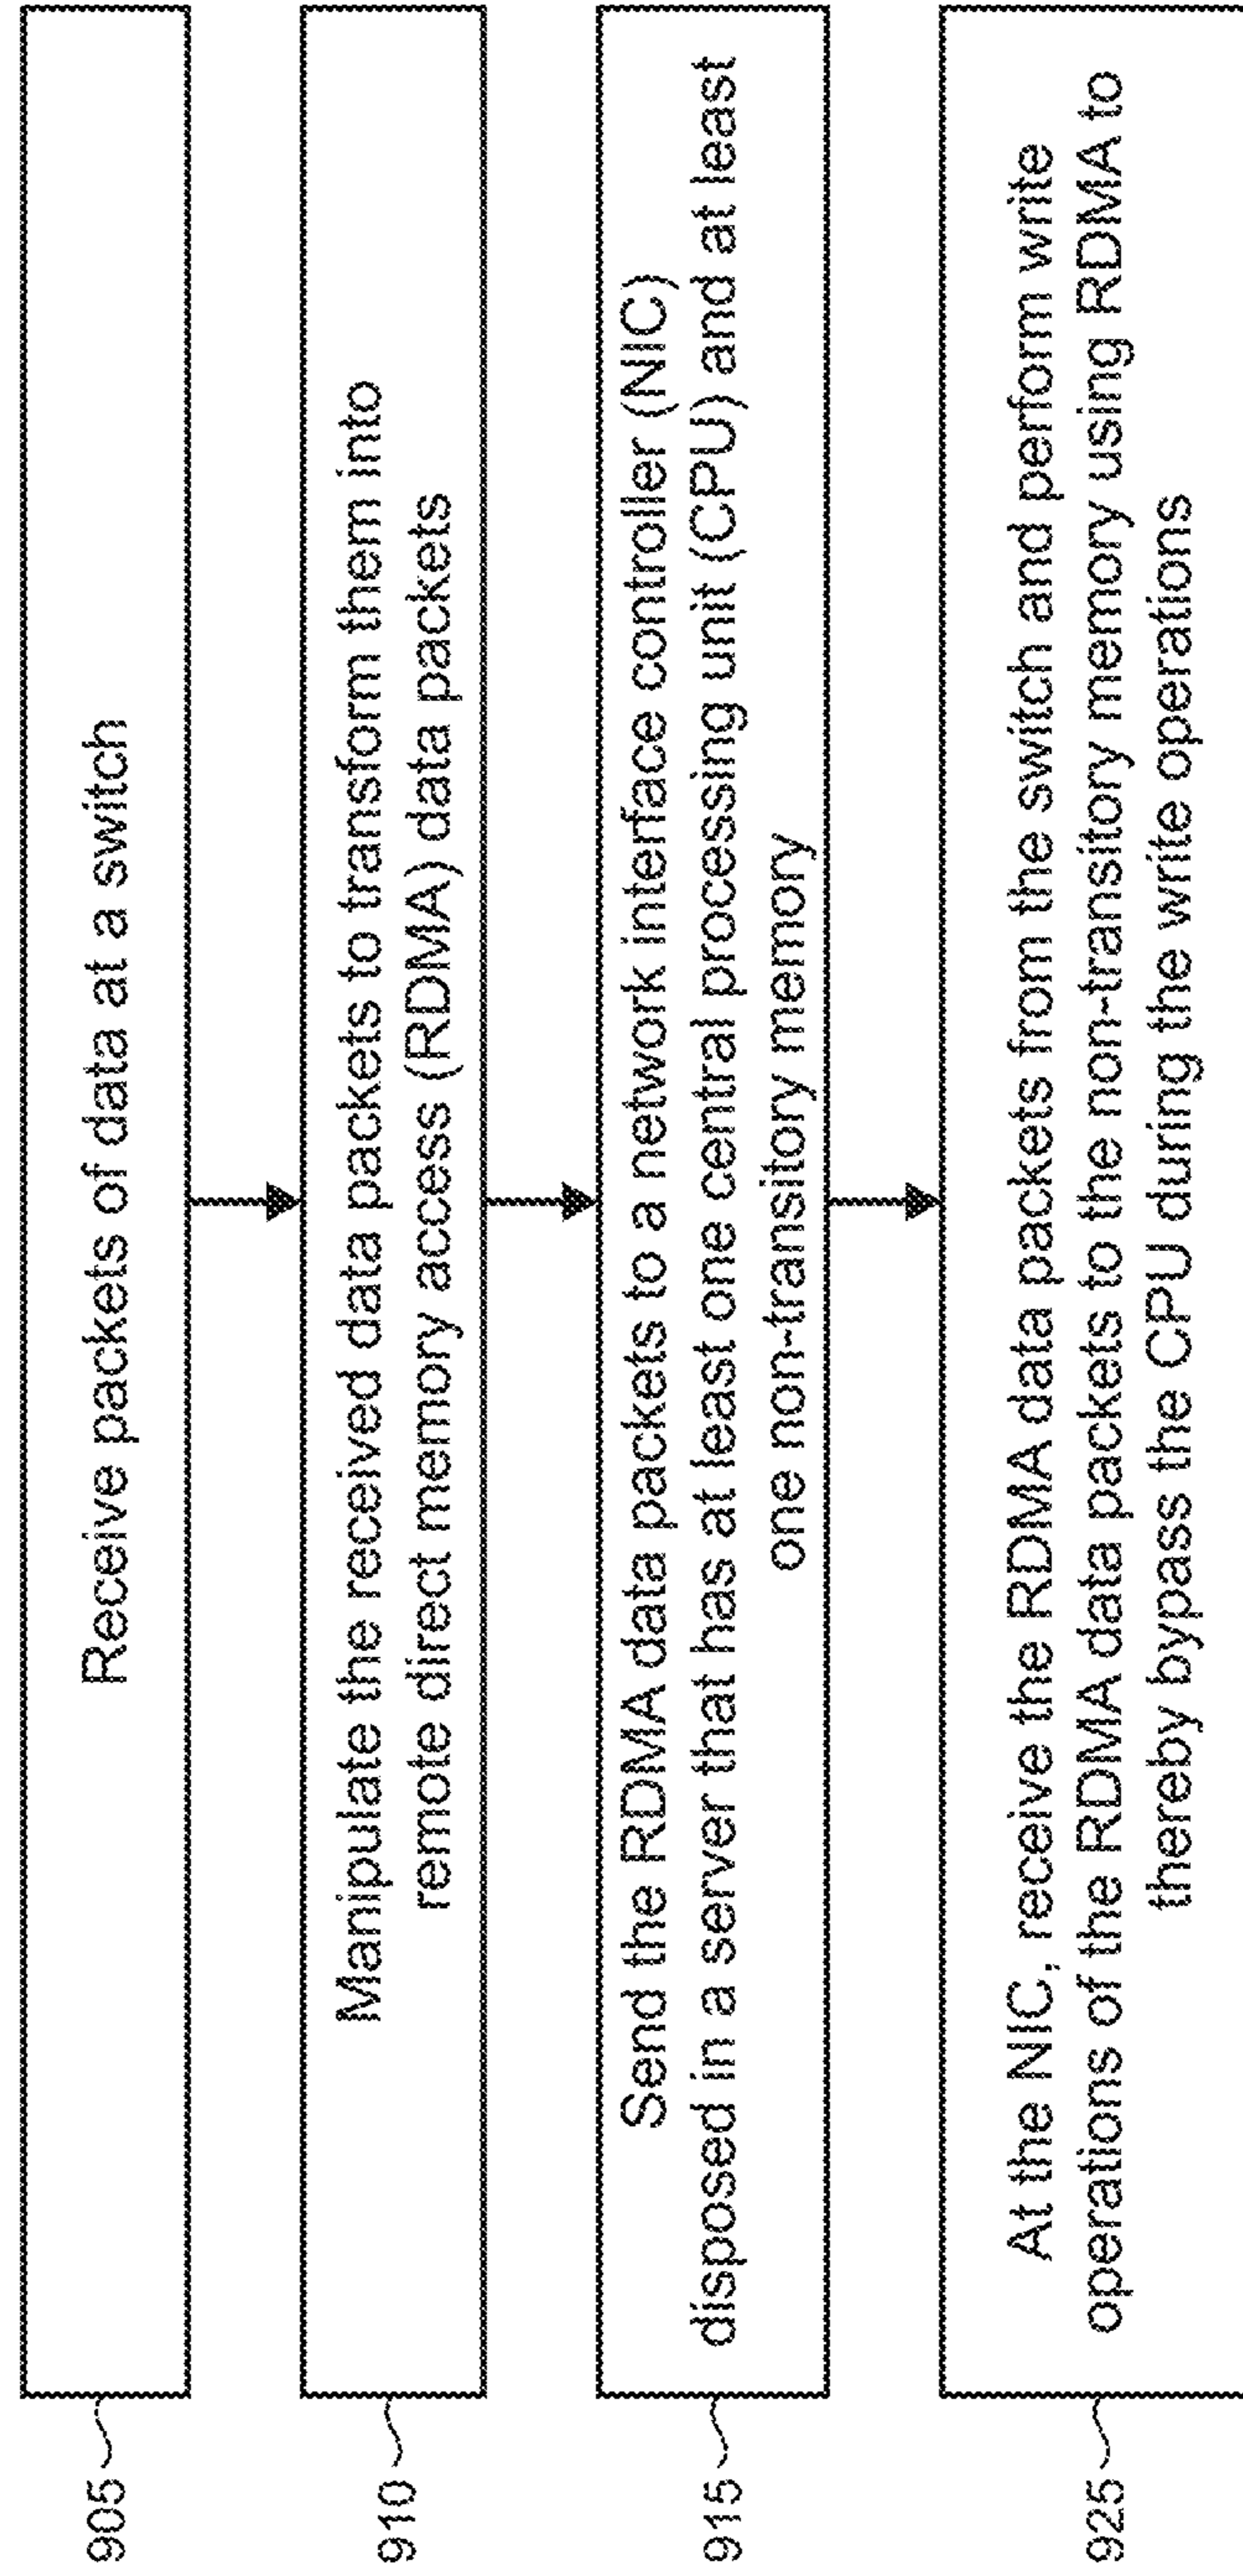 905
Receive packets of data at a switch
910
Manipulate the received data packets to transform them into
remote direct memory access (RDMA) data packets
915
Send the RDMA data packets to a network interface controller (NIC)
disposed in a server that has at least one central processing unit (CPU) and at least
one non-transitory memory
925
At the NIC, receive the RDMA data packets from the switch and perform write
operations of the RDMA data packets to the non-transitory memory using RDMA to
thereby bypass the CPU during the write operations